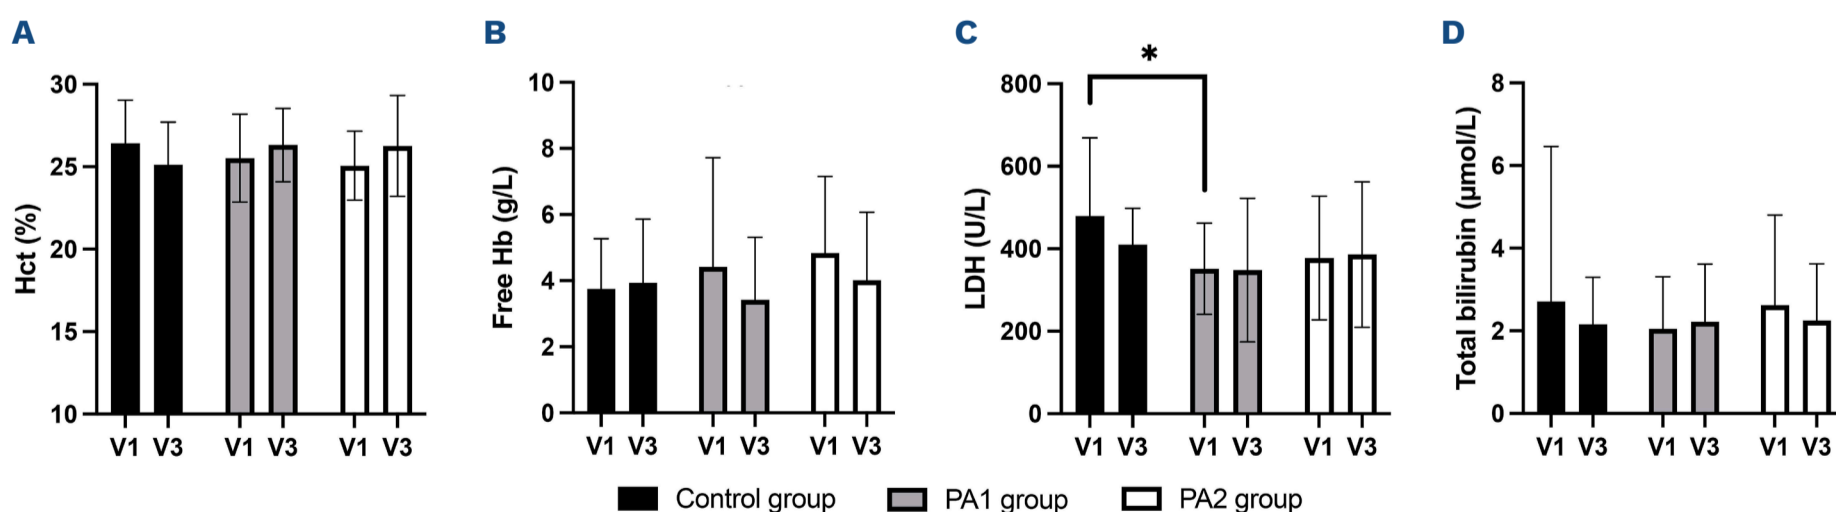 A
B
C
D
Hct (%)
30
25
20
15
10
V1 V3 V1 V3 V1 V3
Free Hb (g/L)
10
8
6
4
2
0
V1 V3 V1 V3 V1 V3
*
LDH (U/L)
800
600
400
200
0
V1 V3 V1 V3 V1 V3
Total bilirubin (µmol/L)
8
6
4
2
0
V1 V3 V1 V3 V1 V3
Control group PA1 group PA2 group